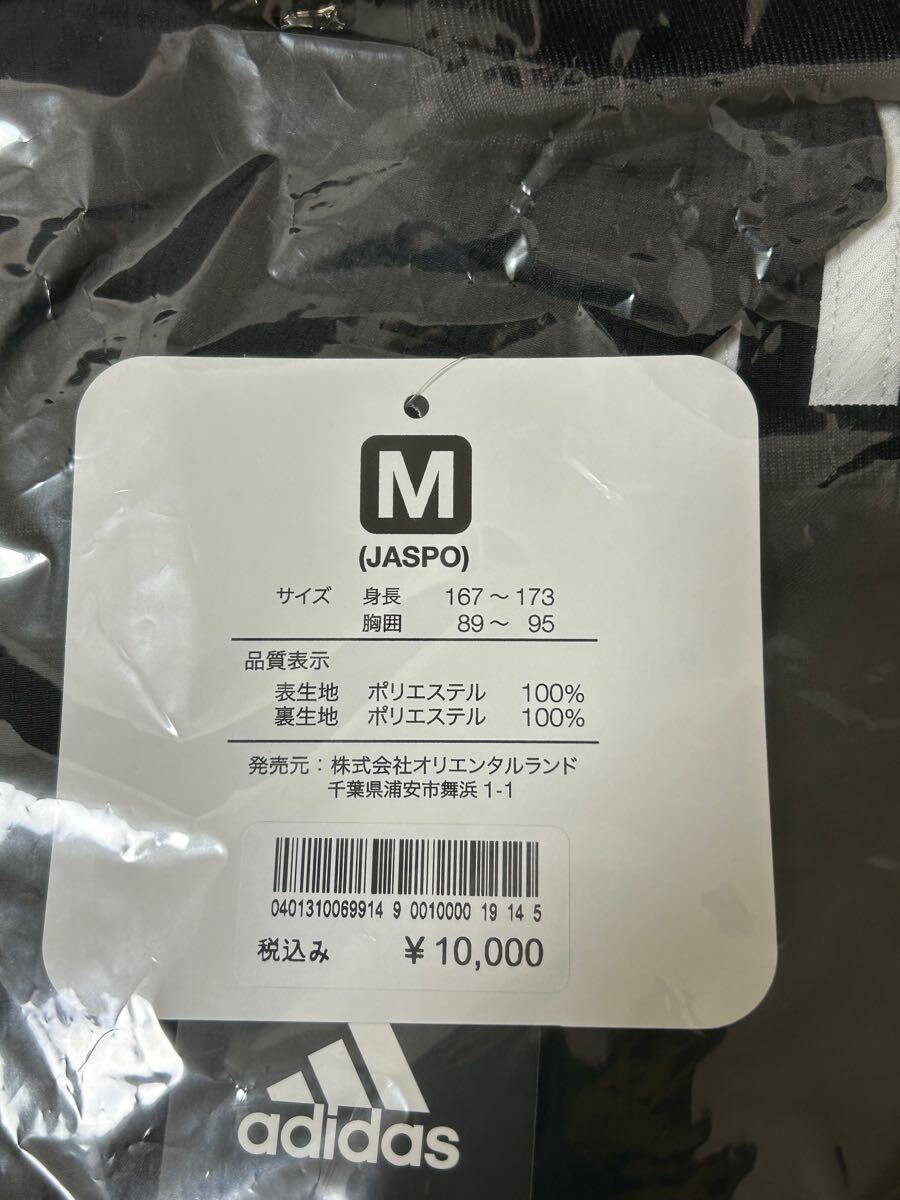 M
(JASPO)
サイズ 身長 167～173
胸囲 89～ 95
品質表示
表生地 ポリエステル 100%
裏生地 ポリエステル 100%
発売元：株式会社オリエンタルランド
千葉県浦安市舞浜 1-1
0401310069914 9 0010000 19 14 5
税込み ￥10,000
adidas